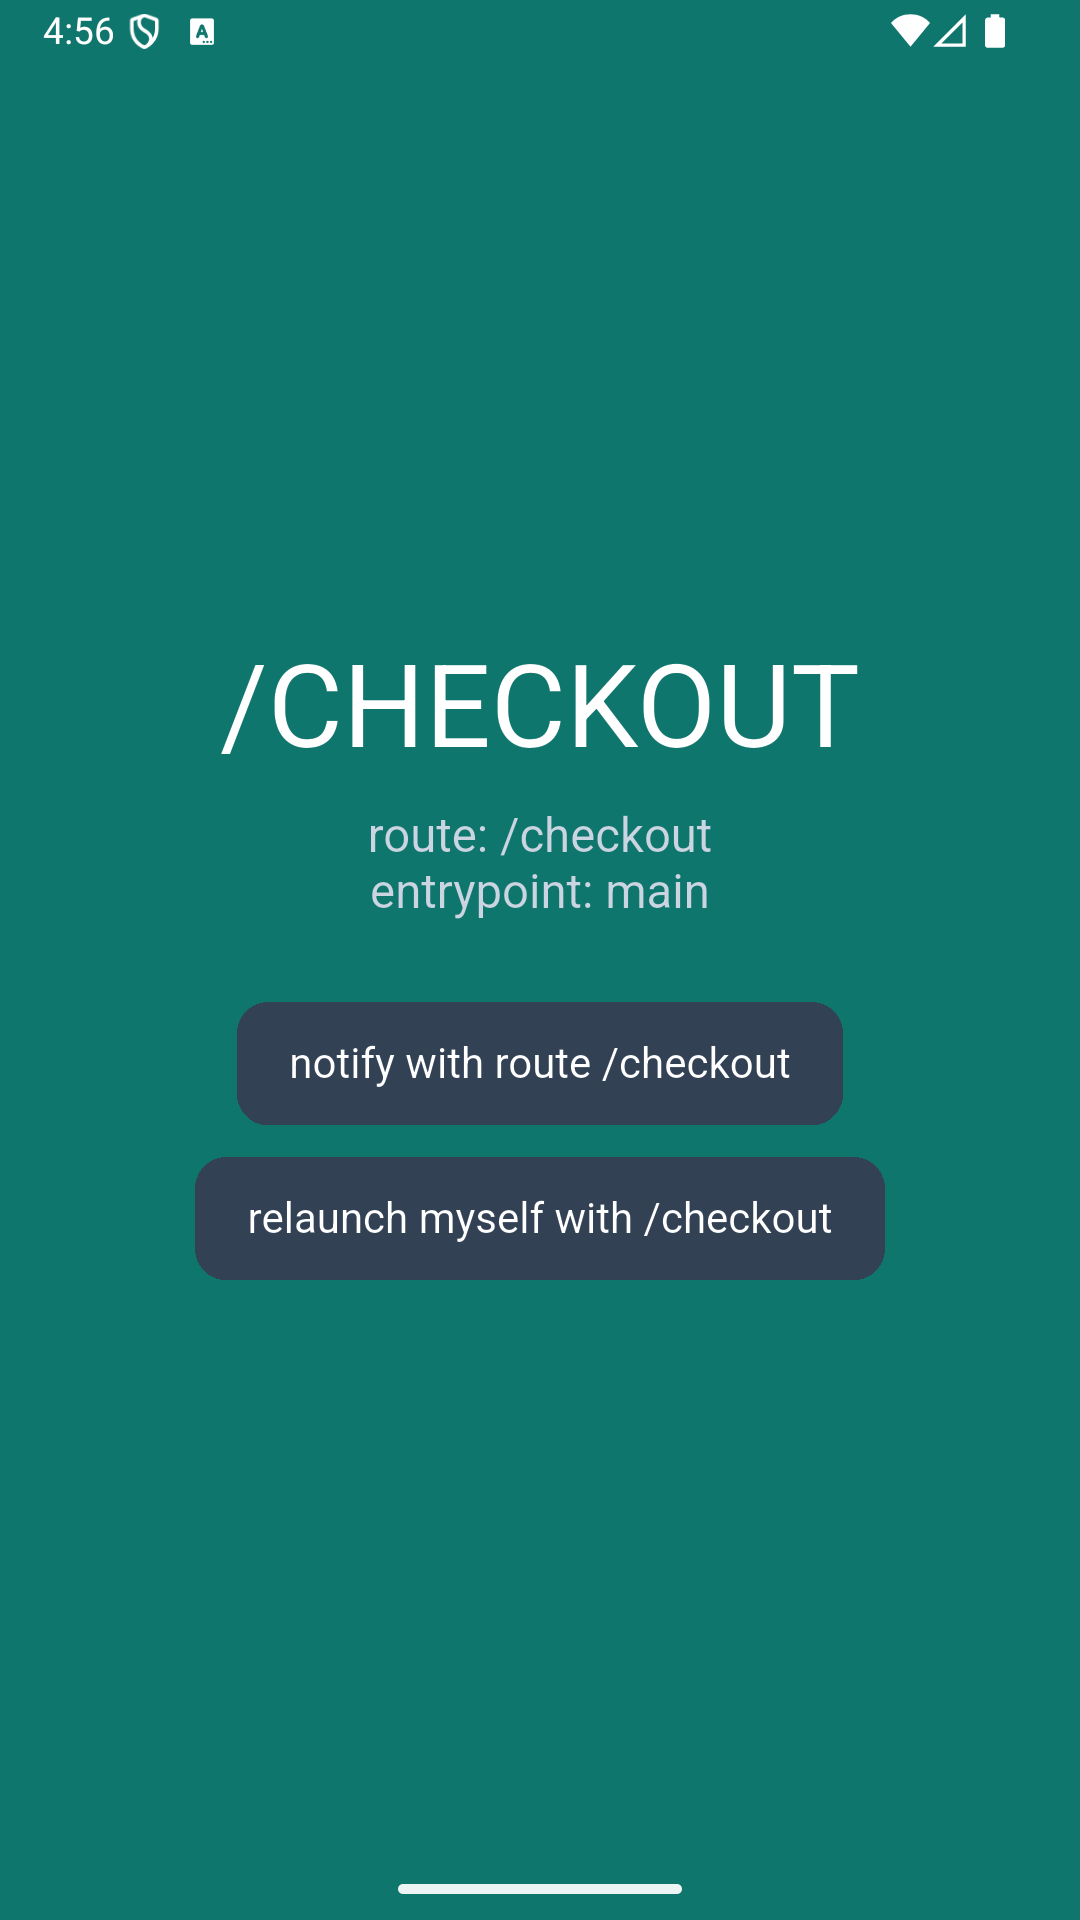 4:56
/CHECKOUT
route: /checkout
entrypoint: main
notify with route /checkout
relaunch myself with /checkout